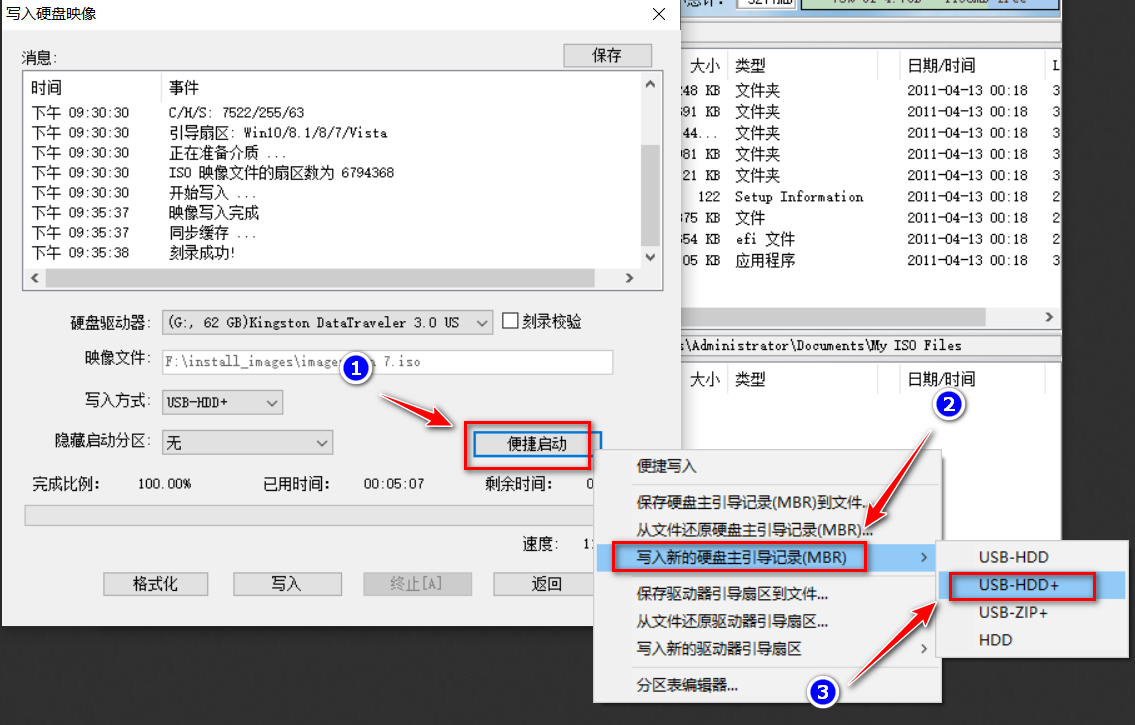 写入硬盘映像
消息:
保存
时间 事件
下午 09:30:30 C/H/S: 7522/255/63
下午 09:30:30 引导扇区: Win10/8.1/8/7/Vista
下午 09:30:30 正在准备介质 ...
下午 09:30:30 ISO 映像文件的扇区数为 6794368
下午 09:30:30 开始写入 ...
下午 09:35:37 映像写入完成
下午 09:35:37 同步缓存 ...
下午 09:35:38 刻录成功!
硬盘驱动器: (G:, 62 GB)Kingston DataTraveler 3.0 US 刻录校验
映像文件: F:\install_images\image 7.iso
1
写入方式: USB-HDD+
隐藏启动分区: 无
便捷启动
完成比例: 100.00% 已用时间: 00:05:07 剩余时间: 0
速度: 1
格式化 写入 终止[A] 返回
大小 类型 日期/时间
248 KB 文件夹 2011-04-13 00:18 3
391 KB 文件夹 2011-04-13 00:18 3
44... 文件夹 2011-04-13 00:18 3
981 KB 文件夹 2011-04-13 00:18 3
21 KB 文件夹 2011-04-13 00:18 3
122 Setup Information 2011-04-13 00:18 2
375 KB 文件 2011-04-13 00:18 2
554 KB efi 文件 2011-04-13 00:18 2
05 KB 应用程序 2011-04-13 00:18 3
s\Administrator\Documents\My ISO Files
大小 类型 日期/时间
2
便捷写入
保存硬盘主引导记录(MBR)到文件...
从文件还原硬盘主引导记录(MBR)...
写入新的硬盘主引导记录(MBR)
保存驱动器引导扇区到文件...
从文件还原驱动器引导扇区...
写入新的驱动器引导扇区
分区表编辑器...
3
USB-HDD
USB-HDD+
USB-ZIP+
HDD